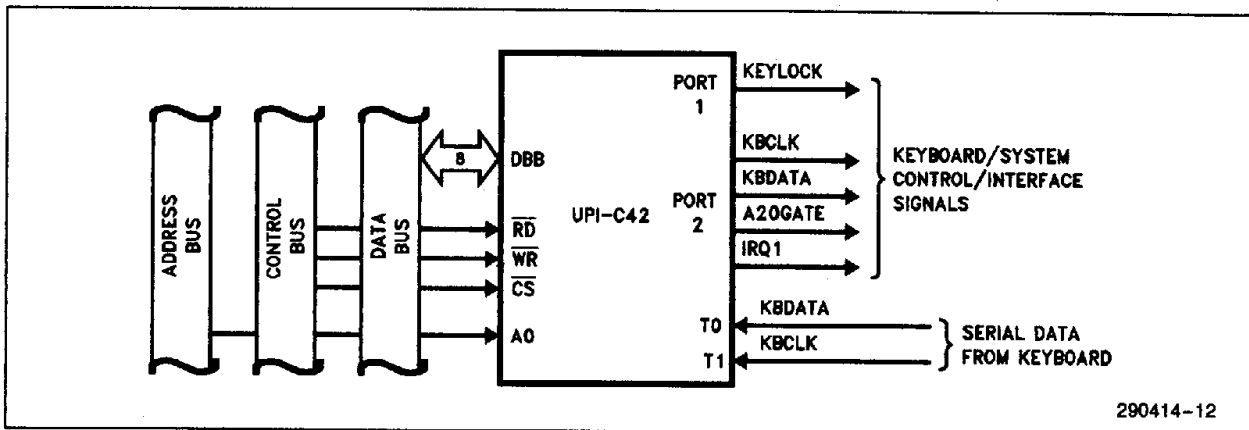 ADDRESS
BUS
CONTROL
BUS
DATA
BUS
8
DBB
RD
WR
CS
A0
UPI-C42
PORT
1
PORT
2
T0
T1
KEYLOCK
KBCLK
KBDATA
A20GATE
IRQ1
KBDATA
KBCLK
KEYBOARD/SYSTEM
CONTROL/INTERFACE
SIGNALS
SERIAL DATA
FROM KEYBOARD
290414-12